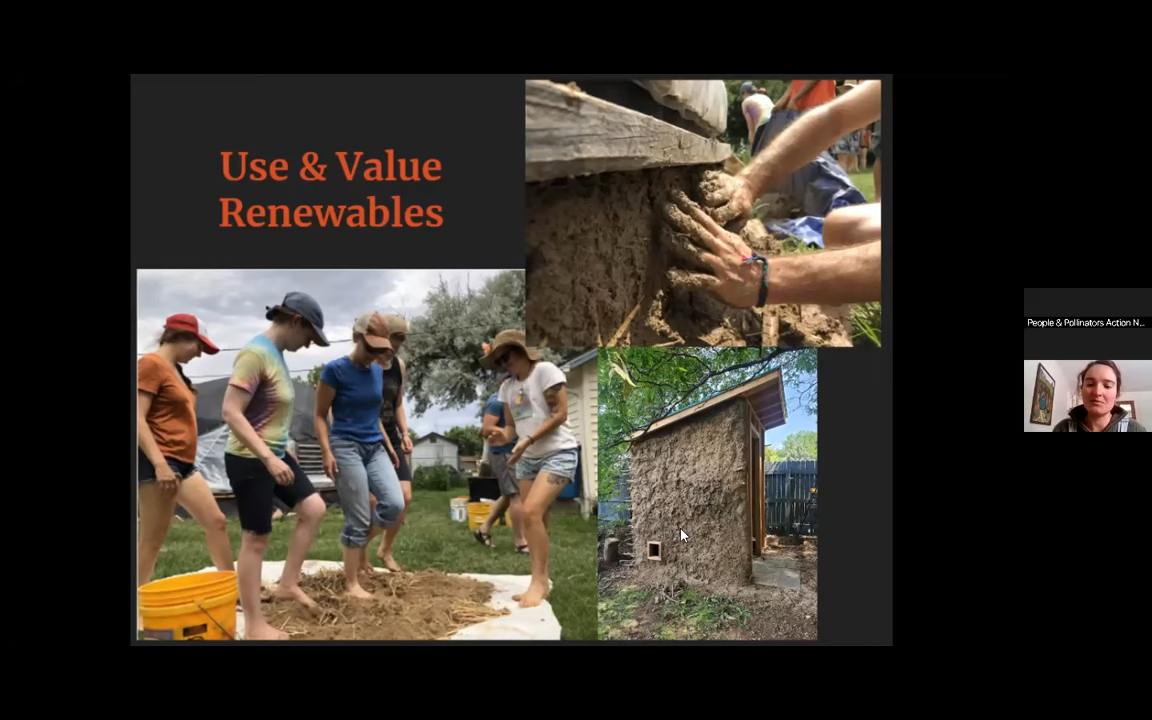 Use & Value
Renewables
People & Pollinators Action N...